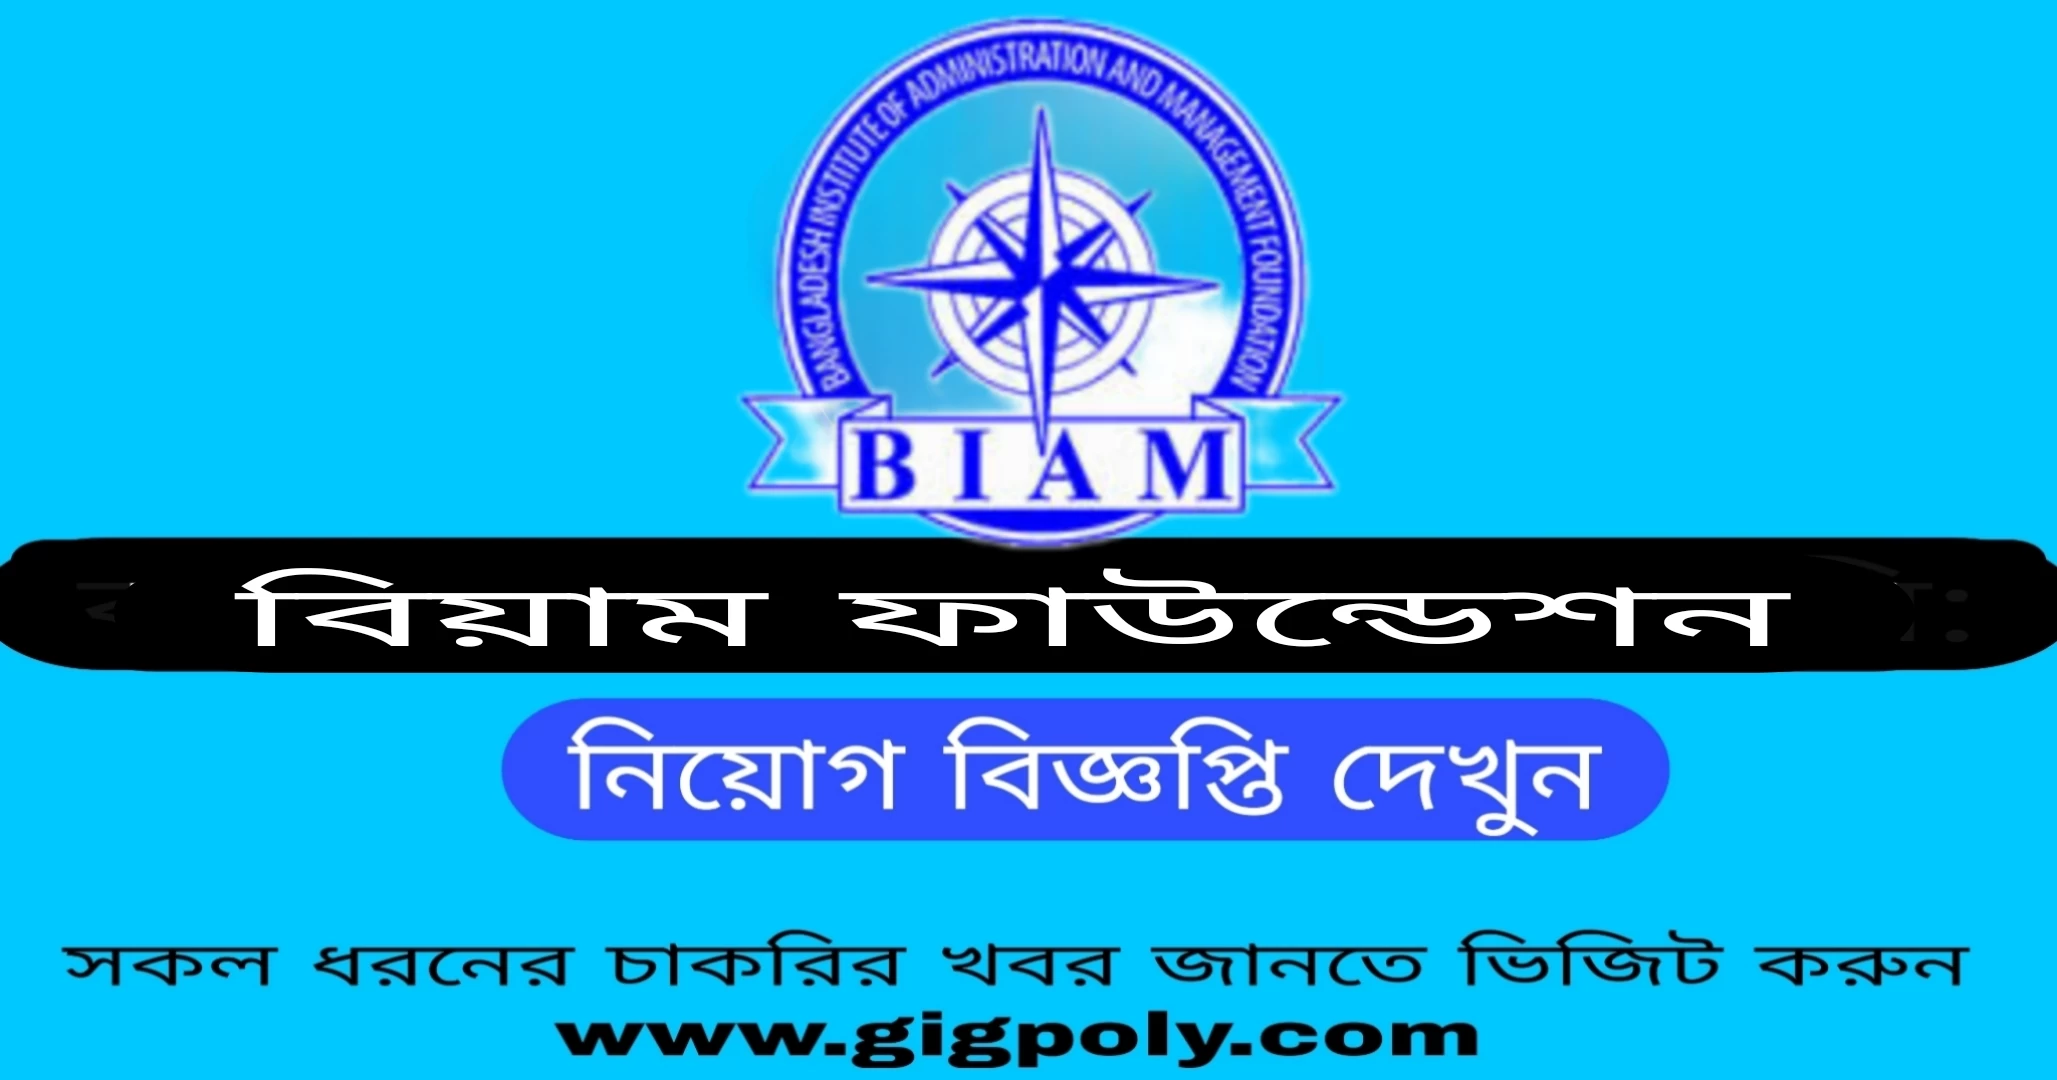 BANGLADESH INSTITUTE OF ADMINISTRATION AND MANAGEMENT FOUNDATION
BIAM
বিয়াম ফাউন্ডেশন
নিয়োগ বিজ্ঞপ্তি দেখুন
সকল ধরনের চাকরির খবর জানতে ভিজিট করুন
www.gigpoly.com